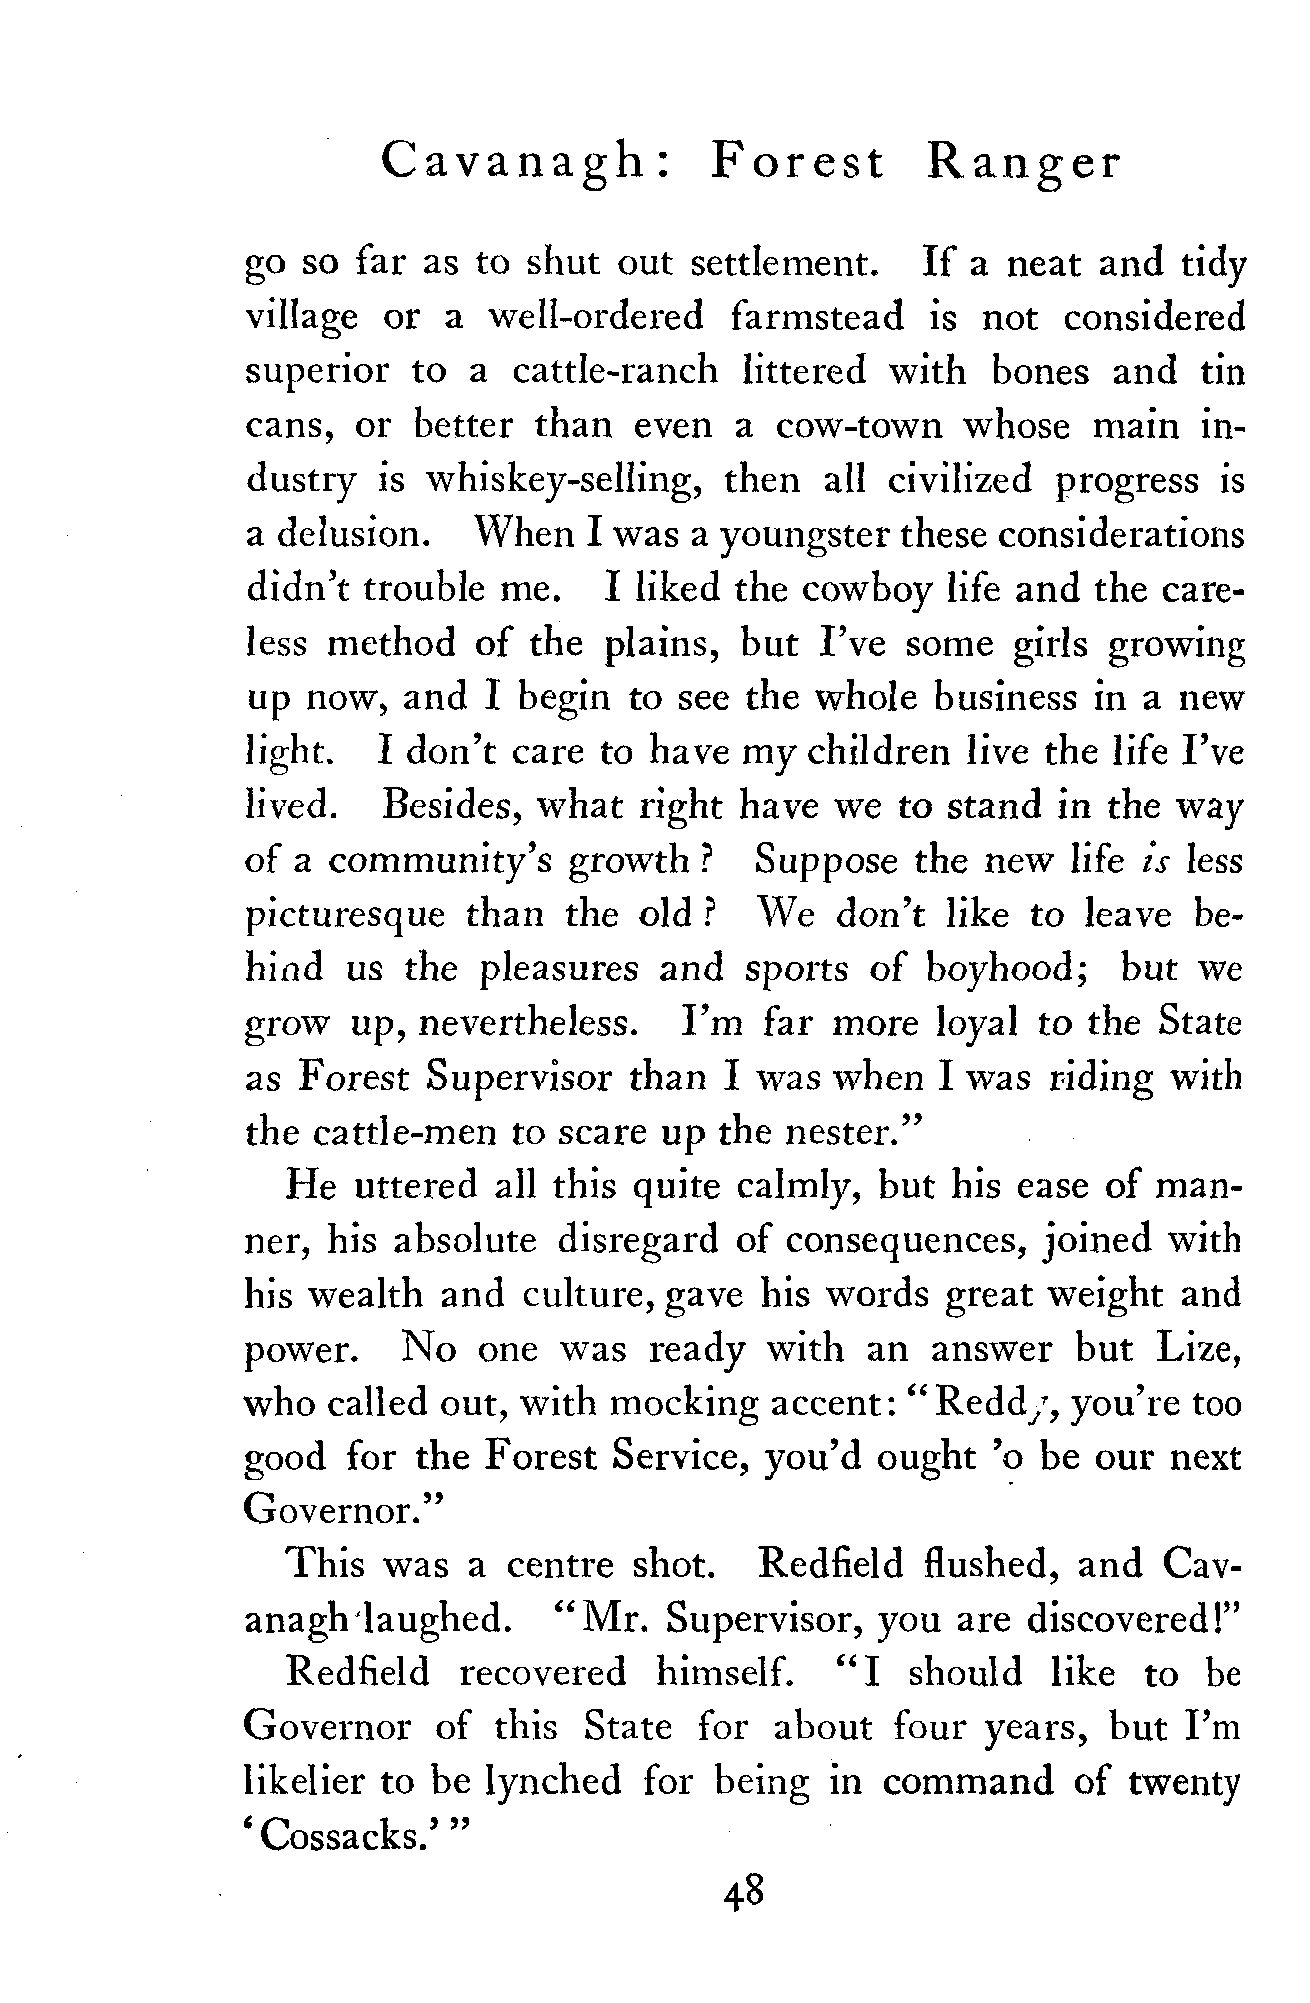 Cavanagh: Forest Ranger
go so far as to shut out settlement. If a neat and tidy
village or a well-ordered farmstead is not considered
superior to a cattle-ranch littered with bones and tin
cans, or better than even a cow-town whose main in-
dustry is whiskey-selling, then all civilized progress is
a delusion. When I was a youngster these considerations
didn't trouble me. I liked the cowboy life and the care-
less method of the plains, but I've some girls growing
up now, and I begin to see the whole business in a new
light. I don't care to have my children live the life I've
lived. Besides, what right have we to stand in the way
of a community's growth? Suppose the new life is less
picturesque than the old? We don't like to leave be-
hind us the pleasures and sports of boyhood; but we
grow up, nevertheless. I'm far more loyal to the State
as Forest Supervisor than I was when I was riding with
the cattle-men to scare up the nester."
He uttered all this quite calmly, but his ease of man-
ner, his absolute disregard of consequences, joined with
his wealth and culture, gave his words great weight and
power. No one was ready with an answer but Lize,
who called out, with mocking accent: "Reddy, you're too
good for the Forest Service, you'd ought 'o be our next
Governor."
This was a centre shot. Redfield flushed, and Cav-
anagh laughed. "Mr. Supervisor, you are discovered!"
Redfield recovered himself. "I should like to be
Governor of this State for about four years, but I'm
likelier to be lynched for being in command of twenty
'Cossacks.'"
48